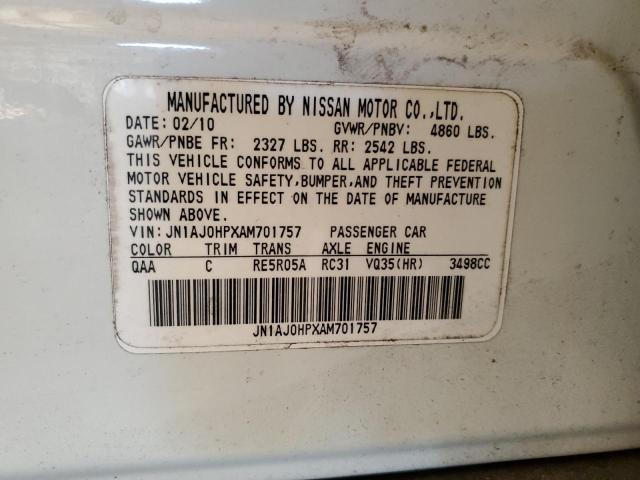 MANUFACTURED BY NISSAN MOTOR CO.,LTD.
DATE: 02/10 GVWR/PNBV: 4860 LBS.
GAWR/PNBE FR: 2327 LBS. RR: 2542 LBS.
THIS VEHICLE CONFORMS TO ALL APPLICABLE FEDERAL
MOTOR VEHICLE SAFETY,BUMPER,AND THEFT PREVENTION
STANDARDS IN EFFECT ON THE DATE OF MANUFACTURE
SHOWN ABOVE.
VIN: JN1AJ0HPXAM701757 PASSENGER CAR
COLOR TRIM TRANS AXLE ENGINE
QAA C RE5R05A RC31 VQ35(HR) 3498CC
JN1AJ0HPXAM701757